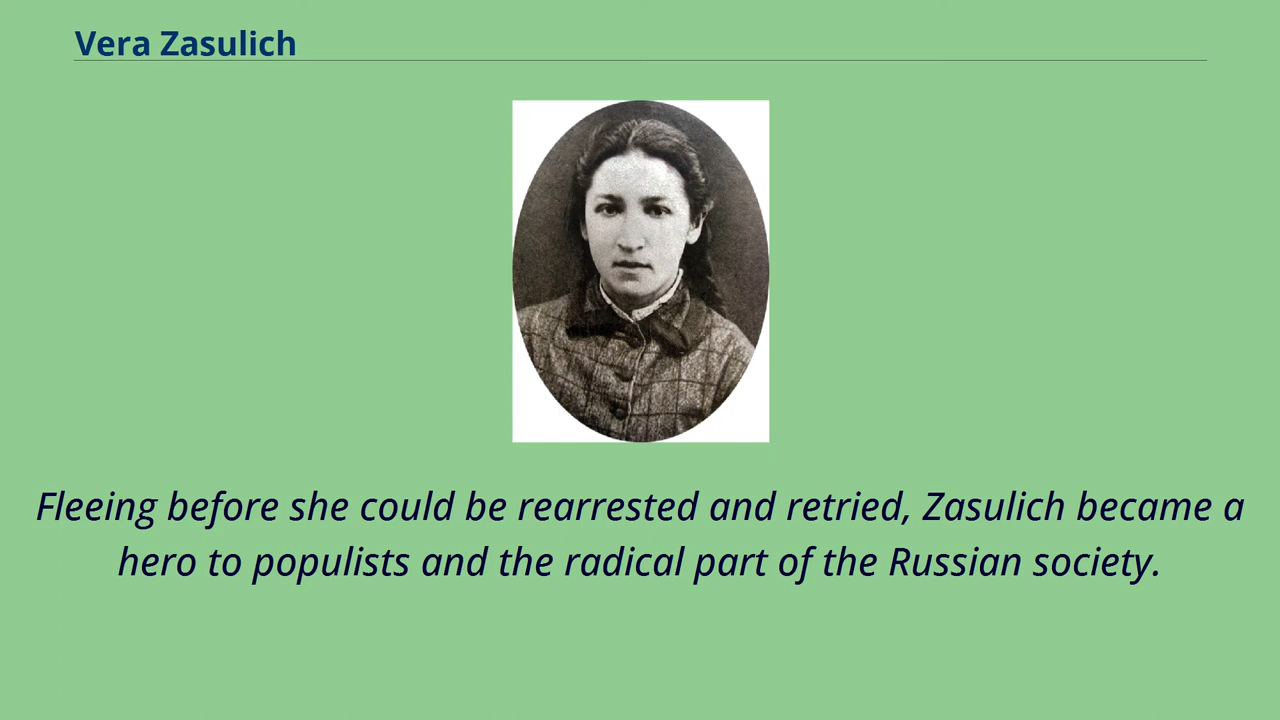 Vera Zasulich
Fleeing before she could be rearrested and retried, Zasulich became a
hero to populists and the radical part of the Russian society.